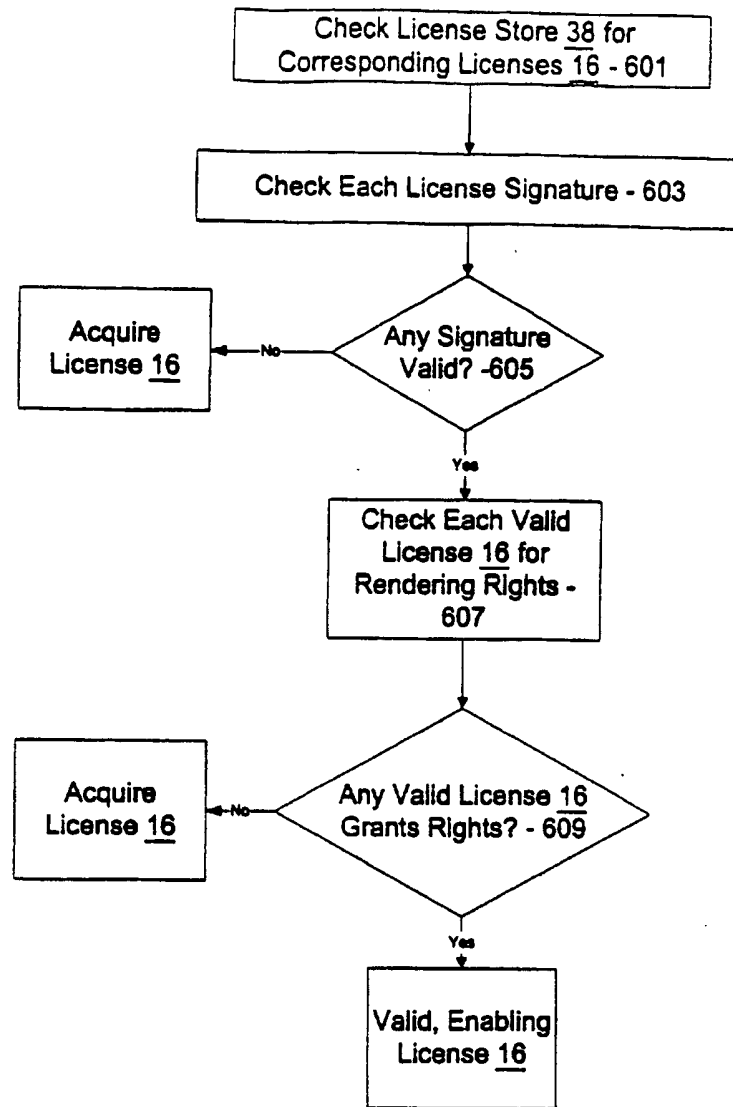 Check License Store 38 for
Corresponding Licenses 16 - 601
Check Each License Signature - 603
Any Signature
Valid? -605
No
Acquire
License 16
Yes
Check Each Valid
License 16 for
Rendering Rights -
607
Any Valid License 16
Grants Rights? - 609
No
Acquire
License 16
Yes
Valid, Enabling
License 16